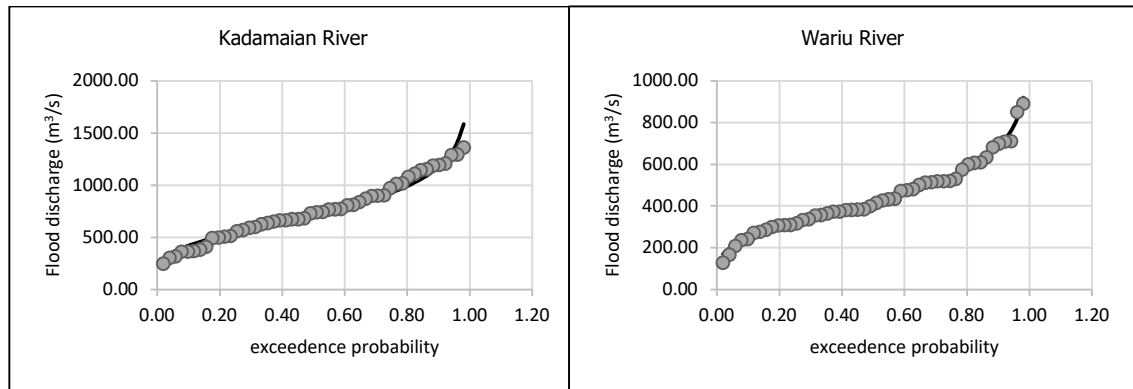 Kadamaian River
Flood discharge (m³/s)
2000.00
1500.00
1000.00
500.00
0.00
0.00 0.20 0.40 0.60 0.80 1.00 1.20
exceedence probability
Wariu River
Flood discharge (m³/s)
1000.00
800.00
600.00
400.00
200.00
0.00
0.00 0.20 0.40 0.60 0.80 1.00 1.20
exceedence probability